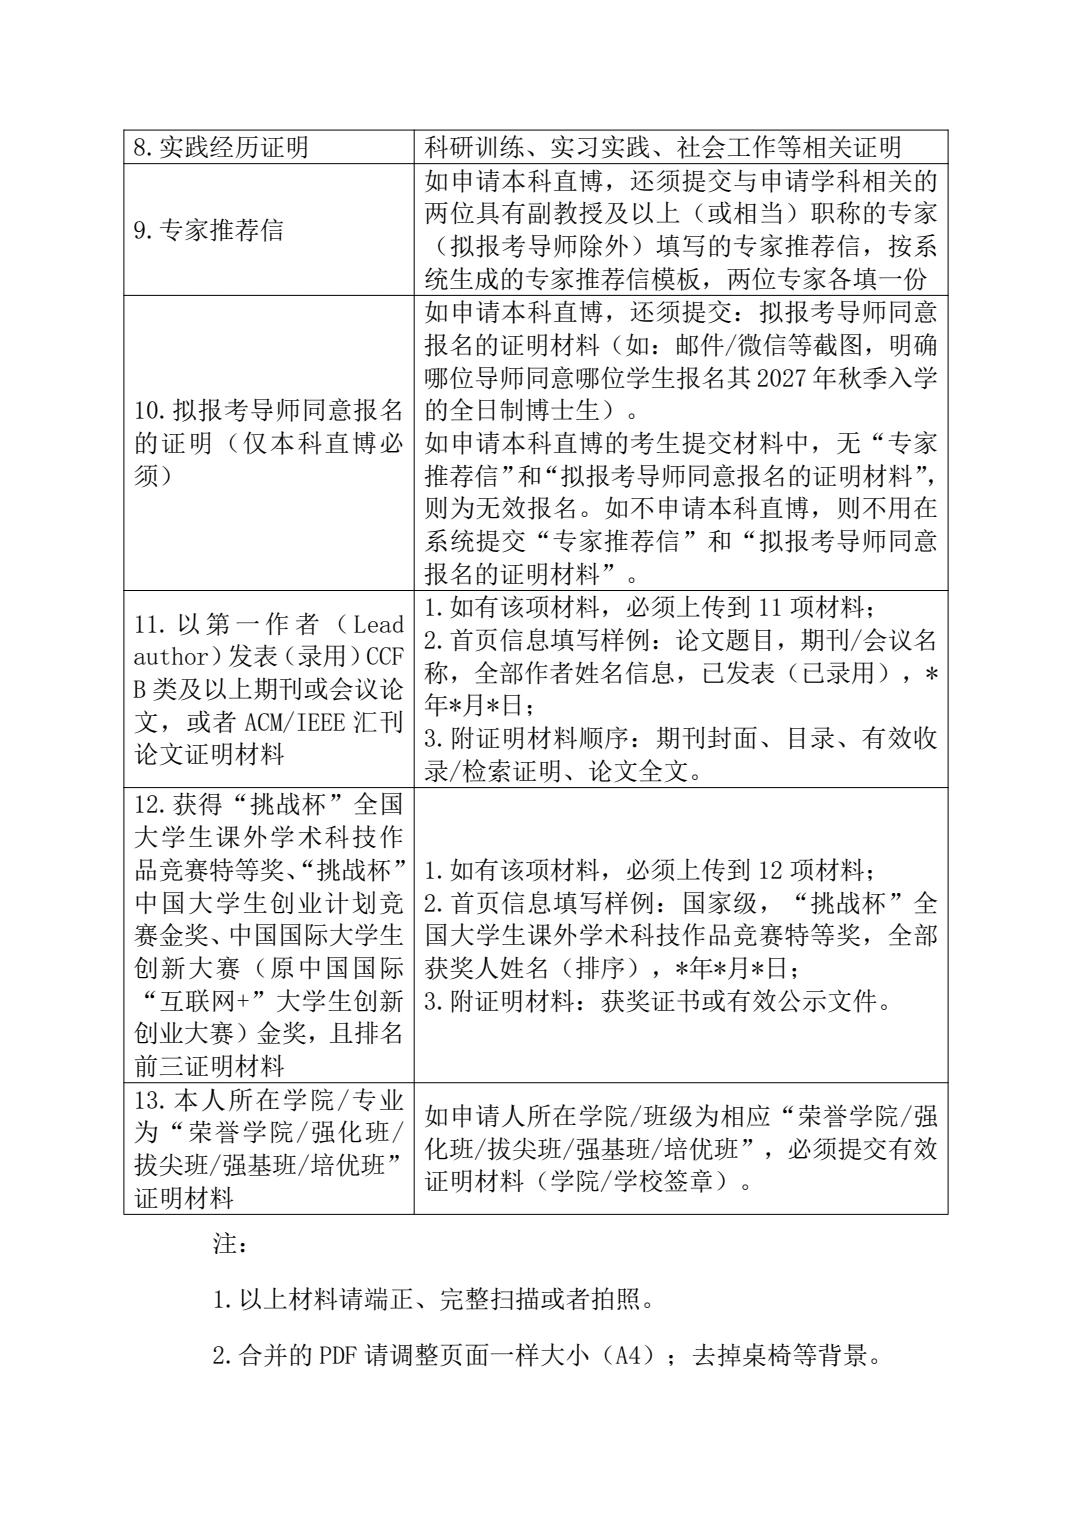 8.实践经历证明
科研训练、实习实践、社会工作等相关证明
9.专家推荐信
如申请本科直博，还须提交与申请学科相关的
两位具有副教授及以上（或相当）职称的专家
（拟报考导师除外）填写的专家推荐信，按系
统生成的专家推荐信模板，两位专家各填一份
10.拟报考导师同意报名
的证明（仅本科直博必
须）
如申请本科直博，还须提交：拟报考导师同意
报名的证明材料（如：邮件/微信等截图，明确
哪位导师同意哪位学生报名其 2027 年秋季入学
的全日制博士生）。
如申请本科直博的考生提交材料中，无“专家
推荐信”和“拟报考导师同意报名的证明材料”，
则为无效报名。如不申请本科直博，则不用在
系统提交“专家推荐信”和“拟报考导师同意
报名的证明材料”。
11.以第一作者（Lead
author）发表（录用）CCF
B 类及以上期刊或会议论
文，或者 ACM/IEEE 汇刊
论文证明材料
1.如有该项材料，必须上传到 11 项材料；
2.首页信息填写样例：论文题目，期刊/会议名
称，全部作者姓名信息，已发表（已录用），*
年*月*日；
3.附证明材料顺序：期刊封面、目录、有效收
录/检索证明、论文全文。
12.获得“挑战杯”全国
大学生课外学术科技作
品竞赛特等奖、“挑战杯”
中国大学生创业计划竞
赛金奖、中国国际大学生
创新大赛（原中国国际
“互联网+”大学生创新
创业大赛）金奖，且排名
前三证明材料
1.如有该项材料，必须上传到 12 项材料；
2.首页信息填写样例：国家级，“挑战杯”全
国大学生课外学术科技作品竞赛特等奖，全部
获奖人姓名（排序），*年*月*日；
3.附证明材料：获奖证书或有效公示文件。
13.本人所在学院/专业
为“荣誉学院/强化班/
拔尖班/强基班/培优班”
证明材料
如申请人所在学院/班级为相应“荣誉学院/强
化班/拔尖班/强基班/培优班”，必须提交有效
证明材料（学院/学校签章）。
注：
1.以上材料请端正、完整扫描或者拍照。
2.合并的 PDF 请调整页面一样大小（A4）；去掉桌椅等背景。